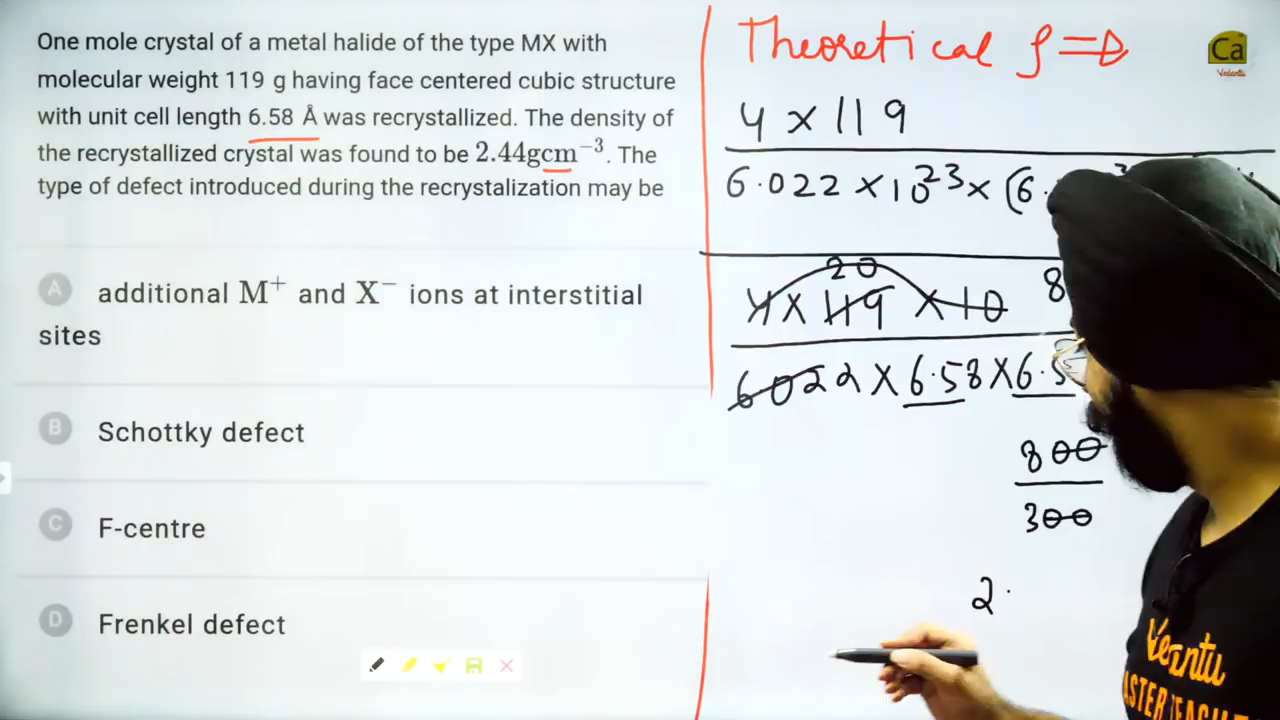 One mole crystal of a metal halide of the type MX with
molecular weight 119 g having face centered cubic structure
with unit cell length 6.58 Å was recrystallized. The density of
the recrystallized crystal was found to be 2.44gcm⁻³. The
type of defect introduced during the recrystalization may be
A additional M⁺ and X⁻ ions at interstitial
sites
B Schottky defect
C F-centre
D Frenkel defect
Theoretical ρ ⇒
4 × 119
6.022 × 10²³ × (6.
20
4 × 119 × 10 8
6022 × 6.58 × 6.5
800
300
2.
Ca
Vedantu
Vedantu